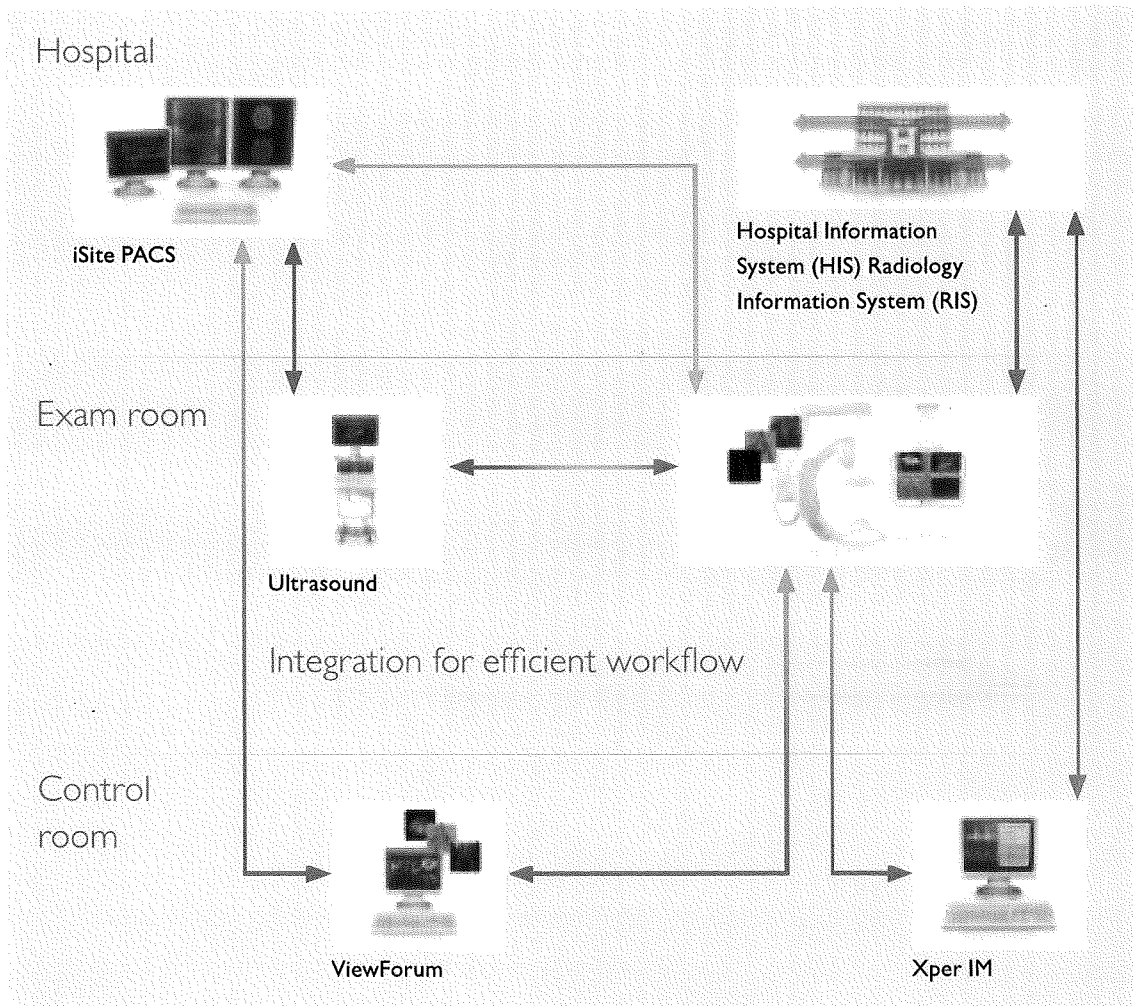 Hospital
iSite PACS
Hospital Information
System (HIS) Radiology
Information System (RIS)
Exam room
Ultrasound
Integration for efficient workflow
Control
room
ViewForum
Xper IM